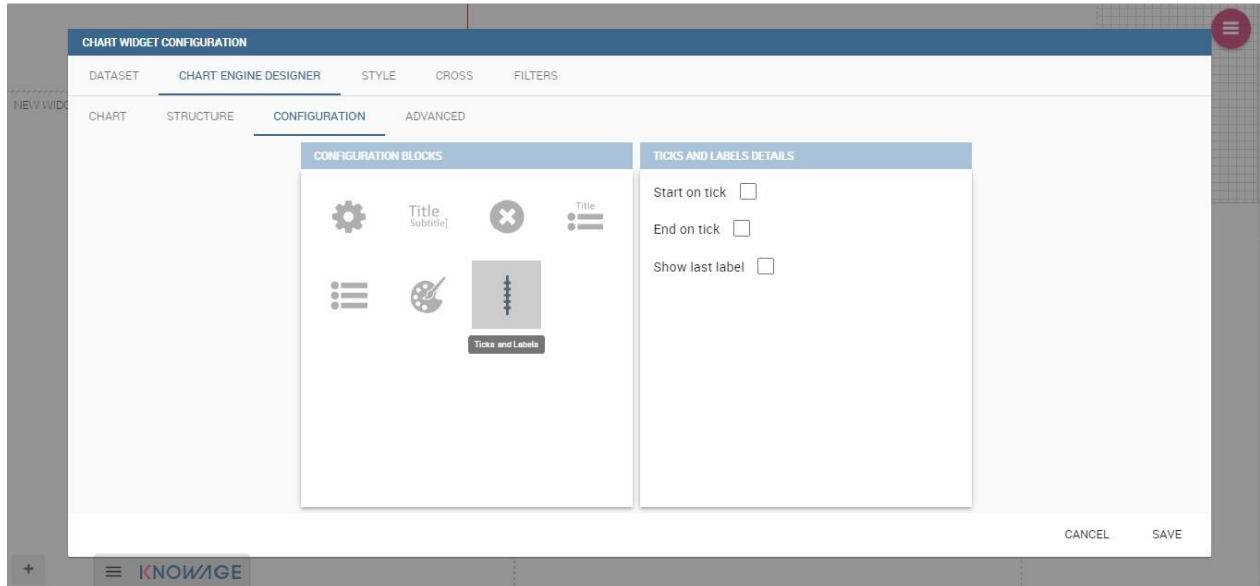 CHART WIDGET CONFIGURATION
DATASET CHART ENGINE DESIGNER STYLE CROSS FILTERS
NEW WIDG
CHART STRUCTURE CONFIGURATION ADVANCED
CONFIGURATION BLOCKS TICKS AND LABELS DETAILS
Start on tick
Title
Title
Subtitle
End on tick
Show last label
Ticks and Labels
CANCEL SAVE
KNOWAGE